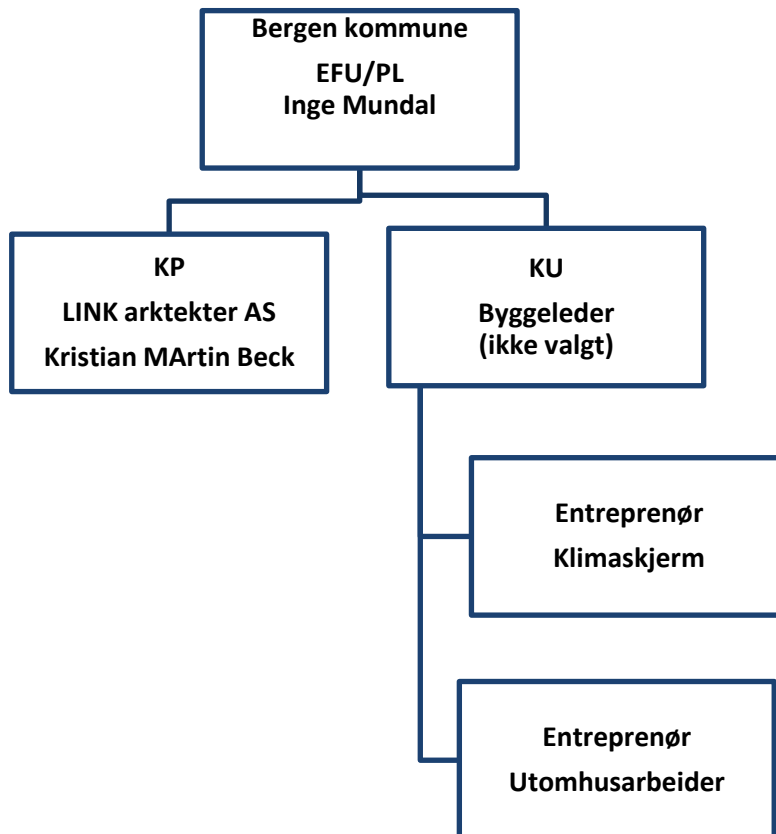 Bergen kommune
EFU/PL
Inge Mundal
KP
LINK arktekter AS
Kristian MArtin Beck
KU
Byggeleder
(ikke valgt)
Entreprenør
Klimaskjerm
Entreprenør
Utomhusarbeider